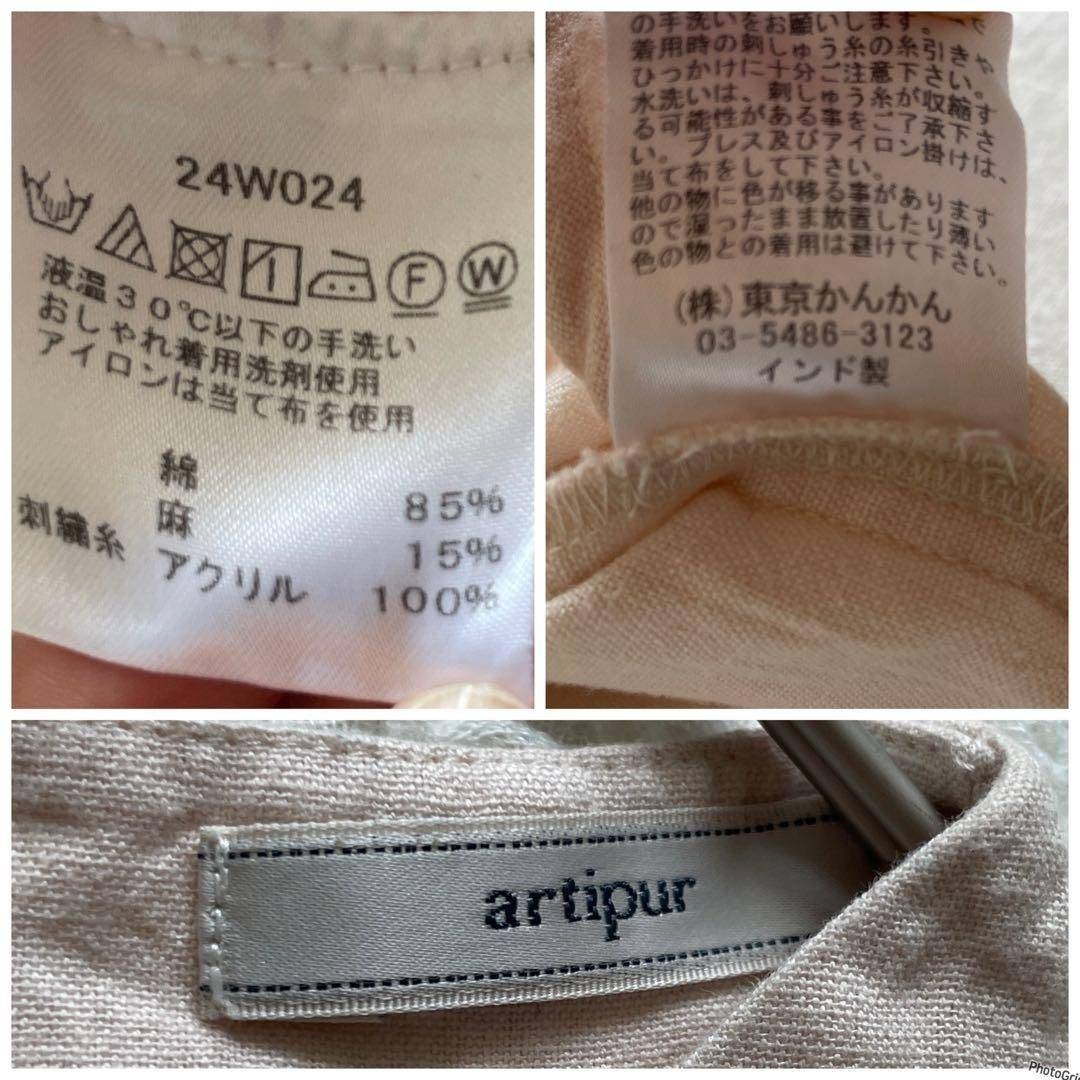 24W024
液温30℃以下の手洗い
おしゃれ着用洗剤使用
アイロンは当て布を使用
綿 85%
麻 15%
刺繍糸 アクリル 100%
の手洗いをお願いします。
着用時の刺しゅう糸の糸引きや
ひっかけに十分ご注意下さい。
水洗いは、刺しゅう糸が収縮す
る可能性がある事をご了承下さ
い。プレス及びアイロン掛けは、
当て布をして下さい。
他の物に色が移る事があります
ので湿ったまま放置したり薄い
色の物との着用は避けて下さい。
(株)東京かんかん
03-5486-3123
インド製
artipur